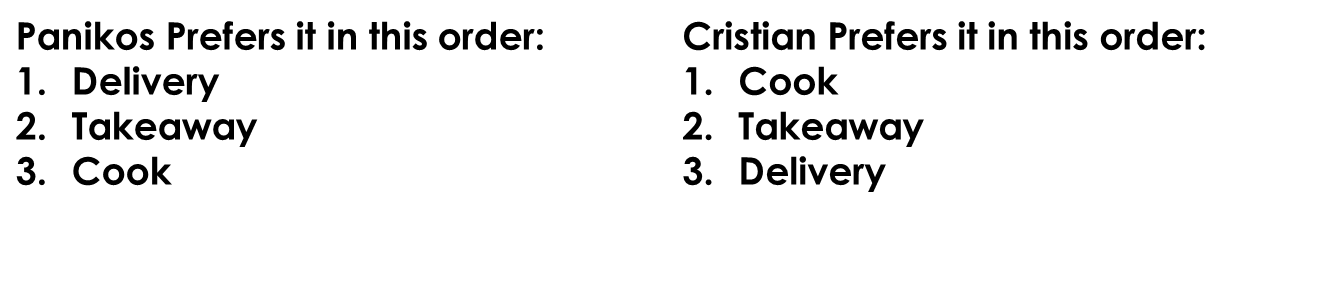 Panikos Prefers it in this order:
1. Delivery
2. Takeaway
3. Cook
Cristian Prefers it in this order:
1. Cook
2. Takeaway
3. Delivery